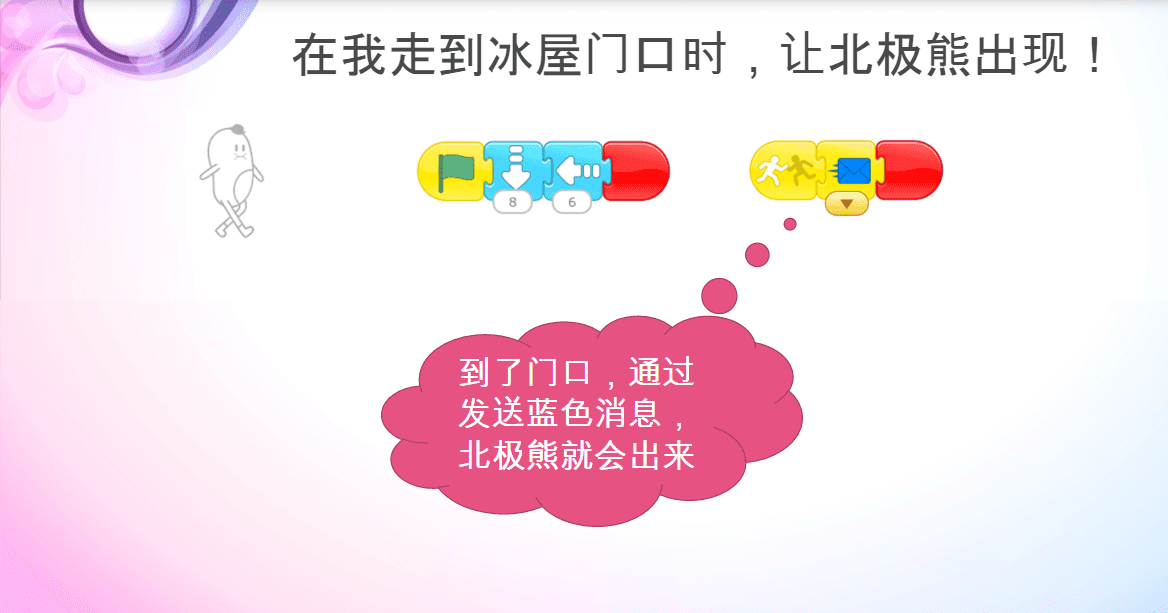 在我走到冰屋门口时，让北极熊出现！
8
6
到了门口，通过
发送蓝色消息，
北极熊就会出来